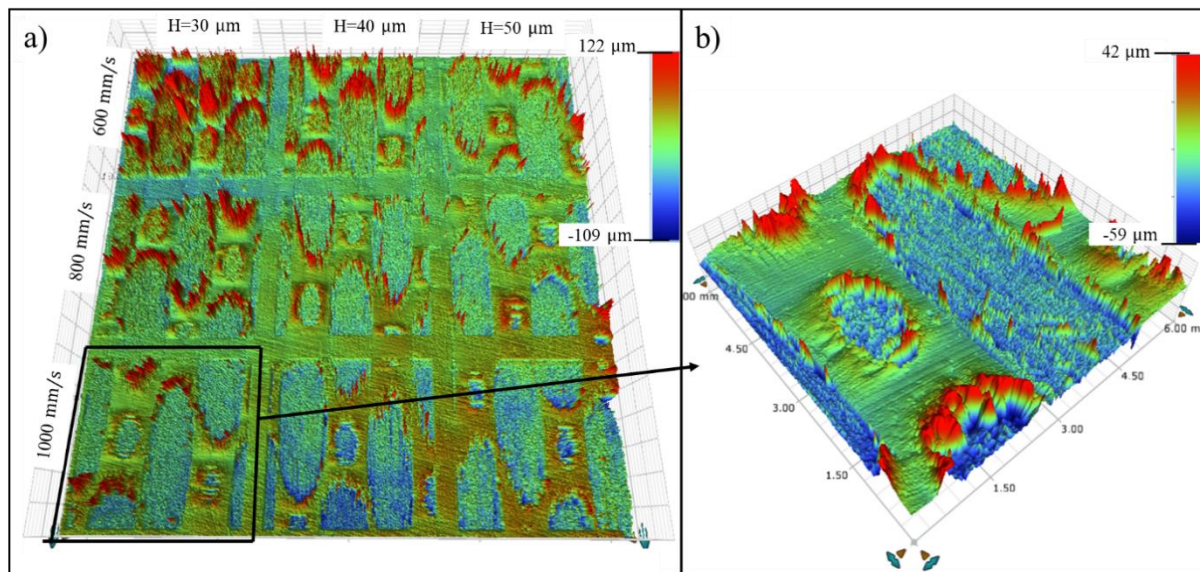 a)
H=30 µm
H=40 µm
H=50 µm
122 µm
-109 µm
600 mm/s
800 mm/s
1000 mm/s
b)
42 µm
-59 µm
00 mm
4.50
3.00
1.50
6.00 m
4.50
3.00
1.50